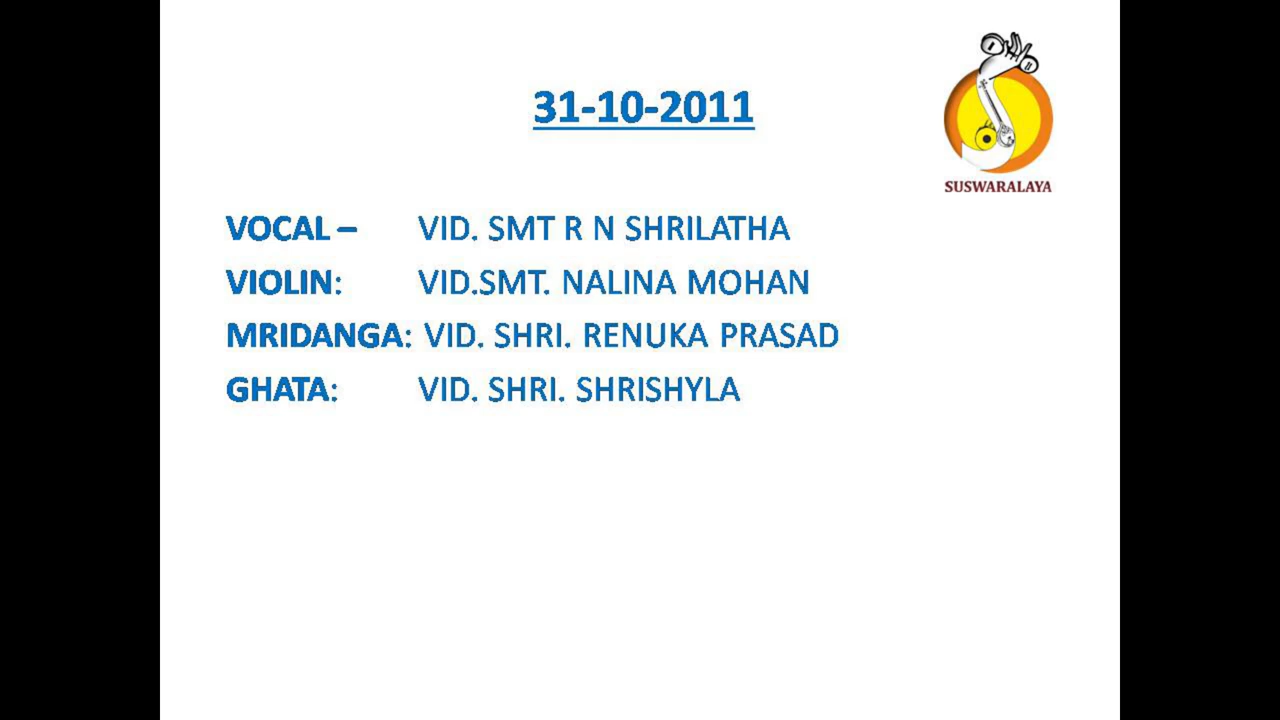 31-10-2011
SUSWARALAYA
VOCAL – VID. SMT R N SHRILATHA
VIOLIN: VID.SMT. NALINA MOHAN
MRIDANGA: VID. SHRI. RENUKA PRASAD
GHATA: VID. SHRI. SHRISHYLA